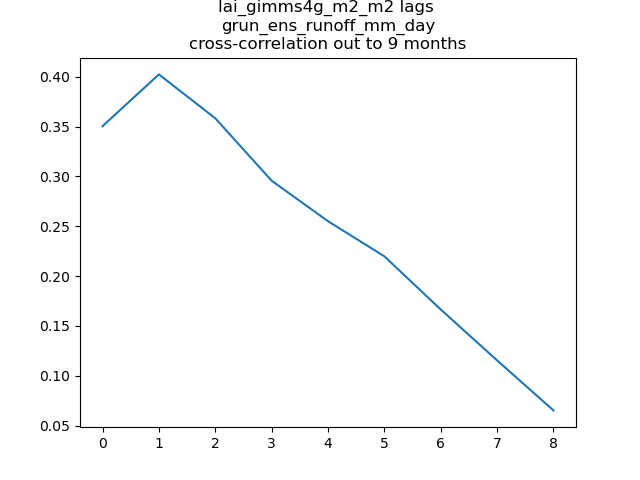 lai_gimms4g_m2_m2 lags
grun_ens_runoff_mm_day
cross-correlation out to 9 months
0.40
0.35
0.30
0.25
0.20
0.15
0.10
0.05
0 1 2 3 4 5 6 7 8